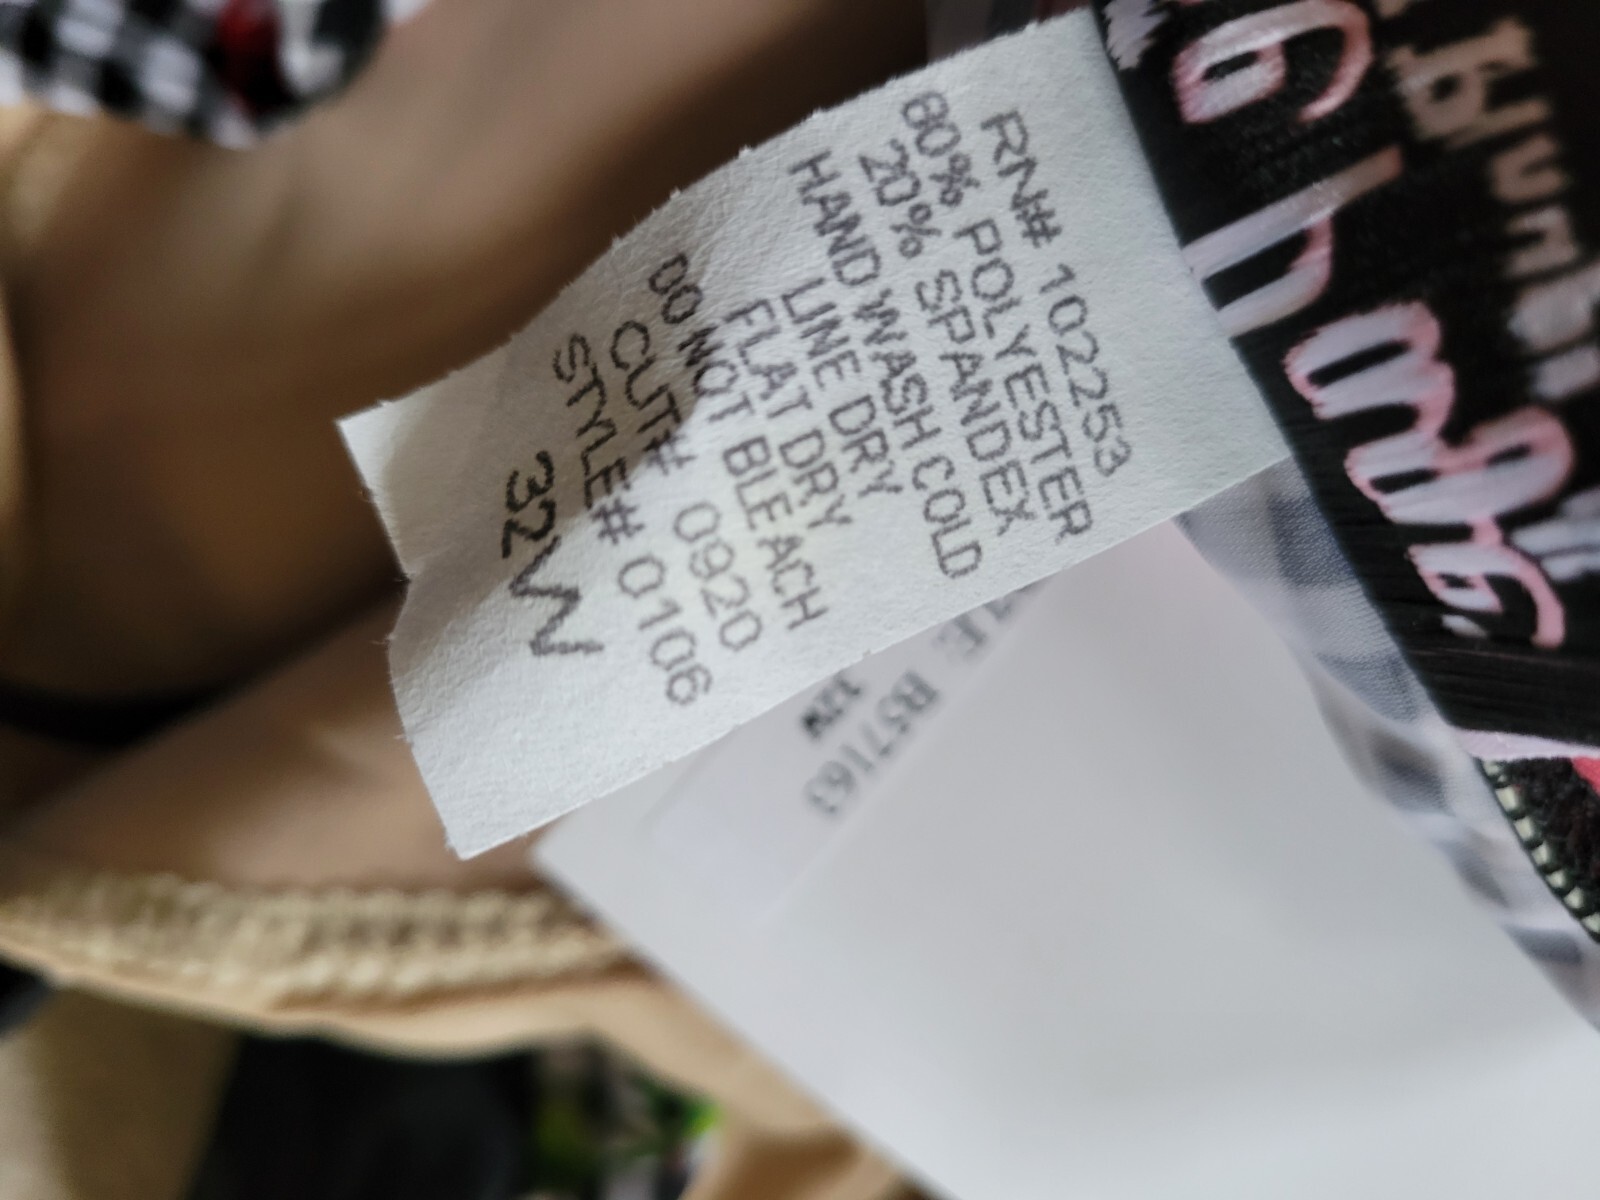 RN# 102253
80% POLYESTER
20% SPANDEX
HAND WASH COLD
LINE DRY
FLAT DRY
DO NOT BLEACH
CUT# 0920
STYLE# 0106
32W
32W